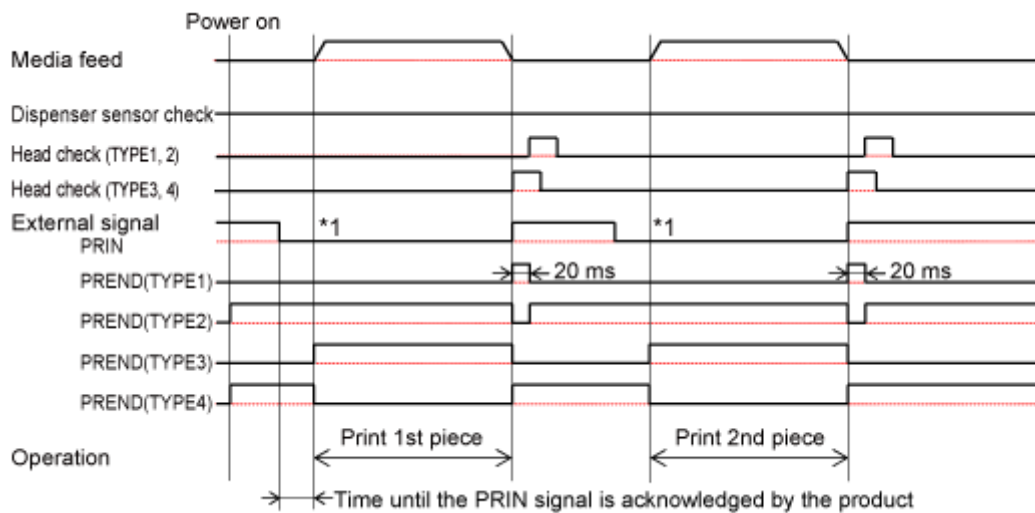 Power on
Media feed
Dispenser sensor check
Head check (TYPE1, 2)
Head check (TYPE3, 4)
External signal
PRIN
*1
*1
PREND(TYPE1)
20 ms
20 ms
PREND(TYPE2)
PREND(TYPE3)
PREND(TYPE4)
Print 1st piece
Print 2nd piece
Operation
Time until the PRIN signal is acknowledged by the product